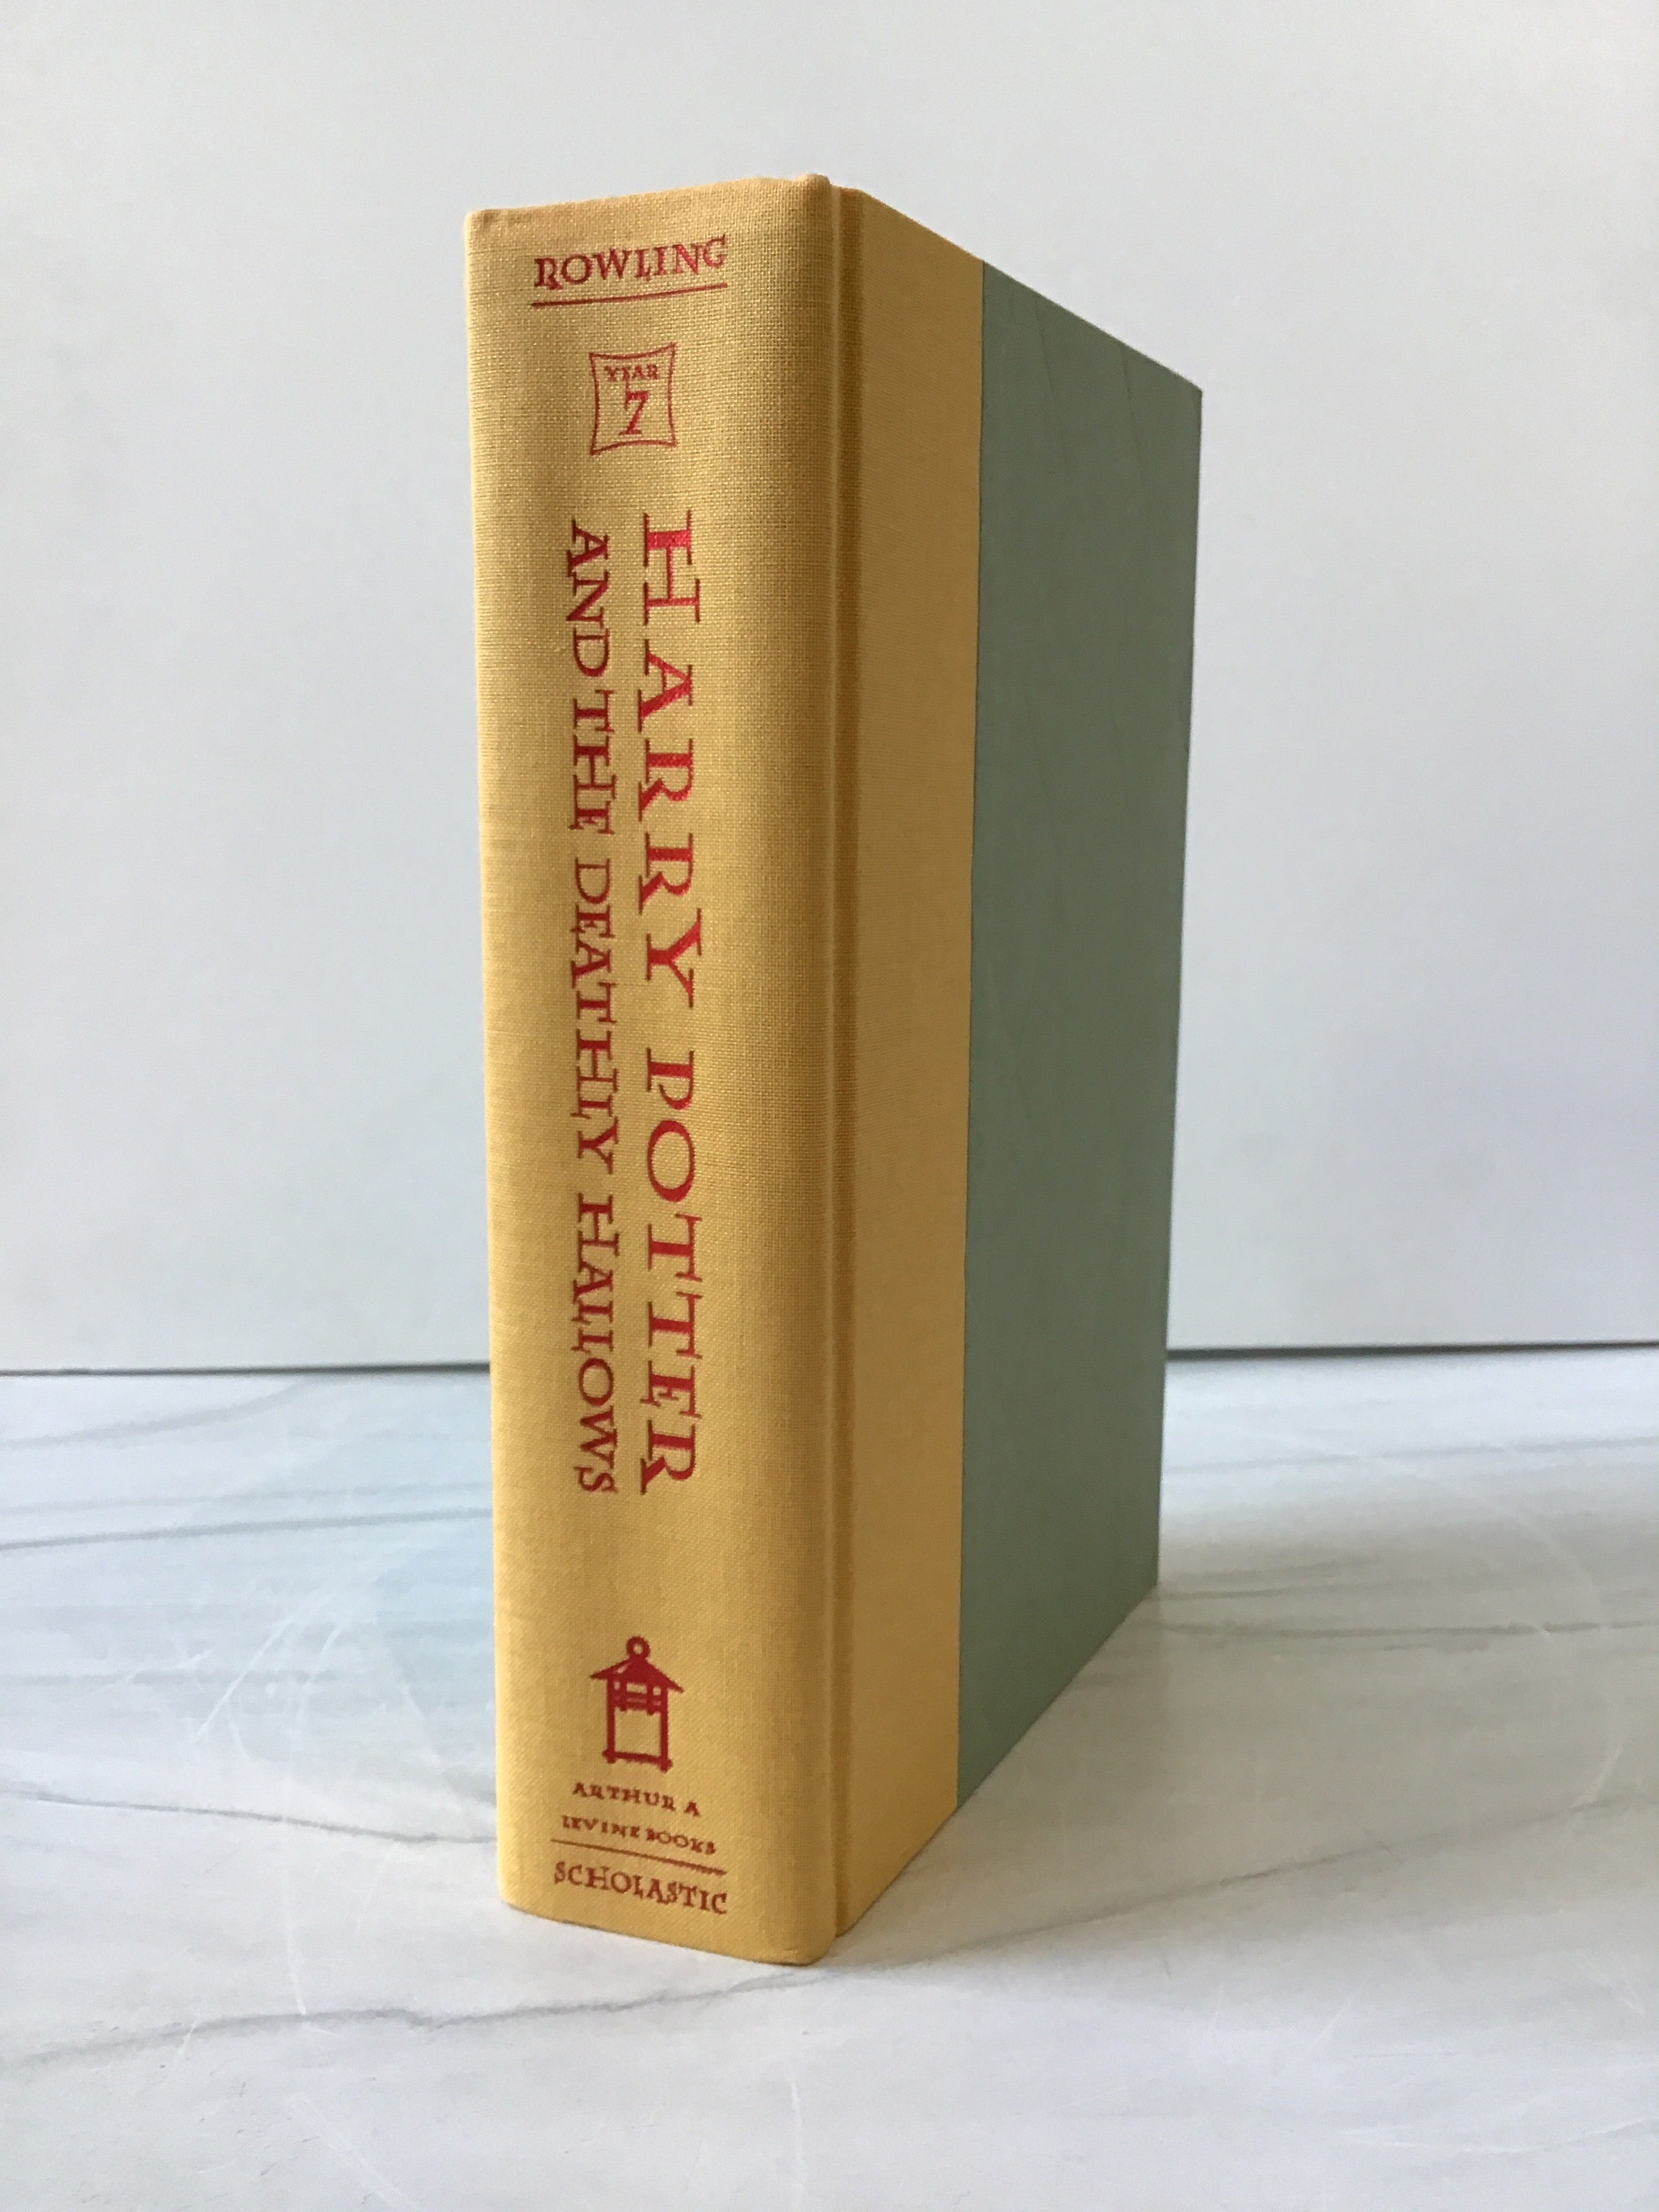 ROWLING
YEAR
7
HARRY POTTER
AND THE DEATHLY HALLOWS
ARTHUR A
LEVINE BOOKS
SCHOLASTIC